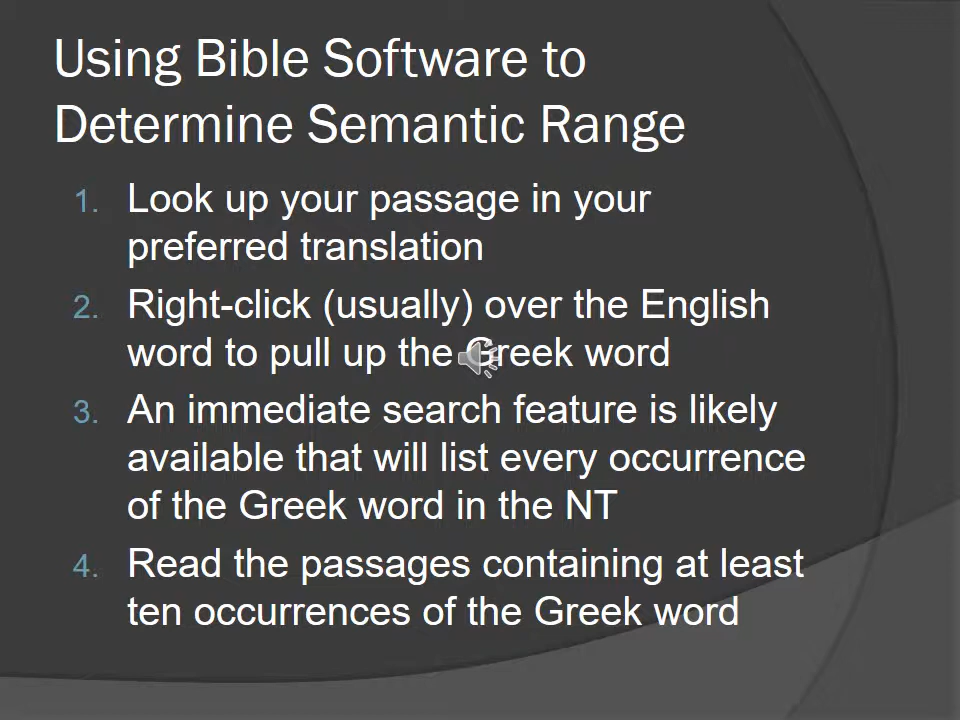 Using Bible Software to
Determine Semantic Range
1. Look up your passage in your
preferred translation
2. Right-click (usually) over the English
word to pull up the Greek word
3. An immediate search feature is likely
available that will list every occurrence
of the Greek word in the NT
4. Read the passages containing at least
ten occurrences of the Greek word